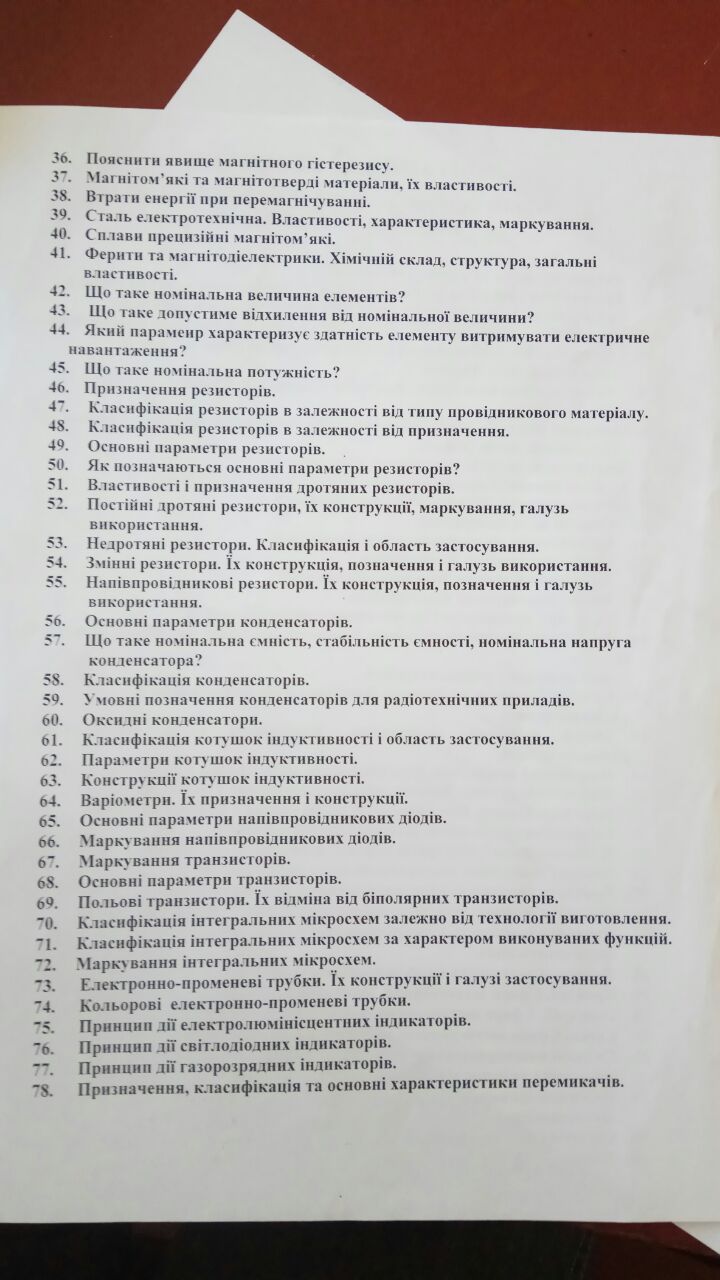 36. Пояснити явище магнітного гістерезису.
37. Магнітом’які та магнітотверді матеріали, їх властивості.
38. Втрати енергії при перемагнічуванні.
39. Сталь електротехнічна. Властивості, характеристика, маркування.
40. Сплави прецизійні магнітом’які.
41. Ферити та магнітодіелектрики. Хімічній склад, структура, загальні
властивості.
42. Що таке номінальна величина елементів?
43. Що таке допустиме відхилення від номінальної величини?
44. Який парамеир характеризує здатність елементу витримувати електричне
навантаження?
45. Що таке номінальна потужність?
46. Призначення резисторів.
47. Класифікація резисторів в залежності від типу провідникового матеріалу.
48. Класифікація резисторів в залежності від призначення.
49. Основні параметри резисторів.
50. Як позначаються основні параметри резисторів?
51. Властивості і призначення дротяних резисторів.
52. Постійні дротяні резистори, їх конструкції, маркування, галузь
використання.
53. Недротяні резистори. Класифікація і область застосування.
54. Змінні резистори. Їх конструкція, позначення і галузь використання.
55. Напівпровідникові резистори. Їх конструкція, позначення і галузь
використання.
56. Основні параметри конденсаторів.
57. Що таке номінальна ємність, стабільність ємності, номінальна напруга
конденсатора?
58. Класифікація конденсаторів.
59. Умовні позначення конденсаторів для радіотехнічних приладів.
60. Оксидні конденсатори.
61. Класифікація котушок індуктивності і область застосування.
62. Параметри котушок індуктивності.
63. Конструкції котушок індуктивності.
64. Варіометри. Їх призначення і конструкції.
65. Основні параметри напівпровідникових діодів.
66. Маркування напівпровідникових діодів.
67. Маркування транзисторів.
68. Основні параметри транзисторів.
69. Польові транзистори. Їх відміна від біполярних транзисторів.
70. Класифікація інтегральних мікросхем залежно від технології виготовлення.
71. Класифікація інтегральних мікросхем за характером виконуваних функцій.
72. Маркування інтегральних мікросхем.
73. Електронно-променеві трубки. Їх конструкції і галузі застосування.
74. Кольорові електронно-променеві трубки.
75. Принцип дії електролюмінісцентних індикаторів.
76. Принцип дії світлодіодних індикаторів.
77. Принцип дії газорозрядних індикаторів.
78. Призначення, класифікація та основні характеристики перемикачів.